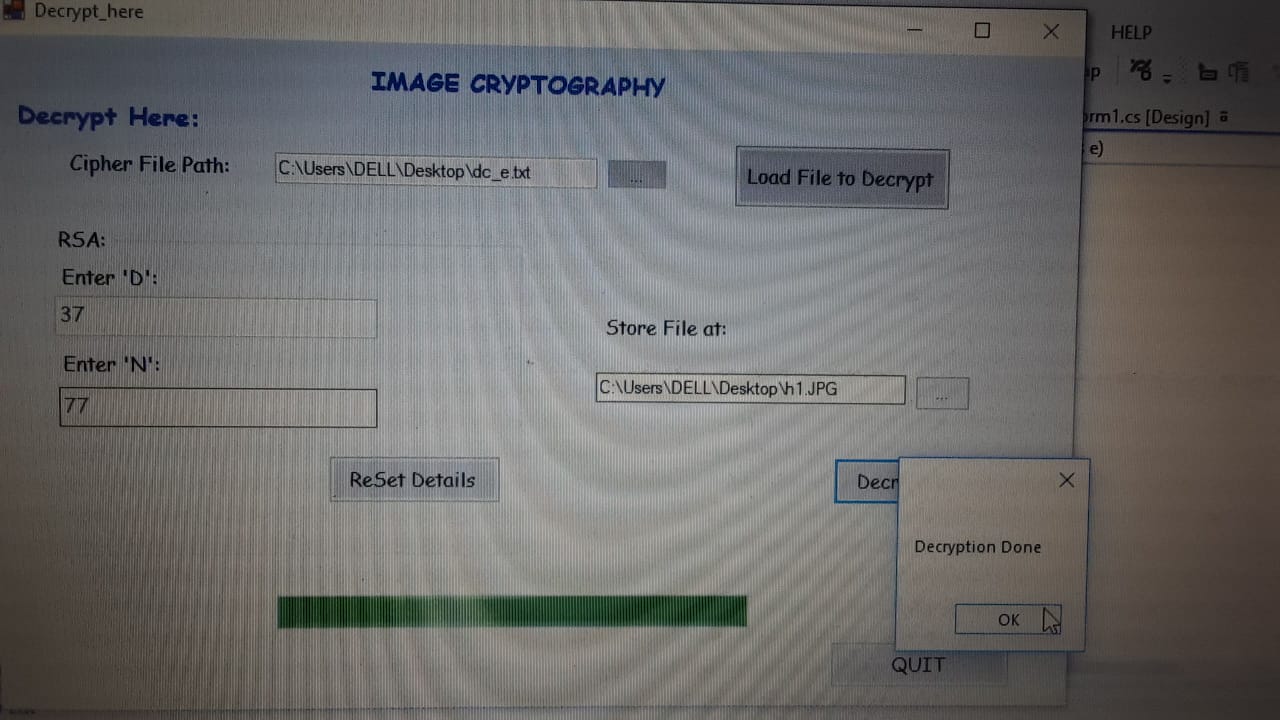 Decrypt_here
HELP
IMAGE CRYPTOGRAPHY
Decrypt Here:
rm1.cs [Design]
e)
Cipher File Path:
C:\Users\DELL\Desktop\dc_e.txt
...
Load File to Decrypt
RSA:
Enter 'D':
37
Store File at:
Enter 'N':
C:\Users\DELL\Desktop\h1.JPG
...
77
ReSet Details
Decr
Decryption Done
OK
QUIT